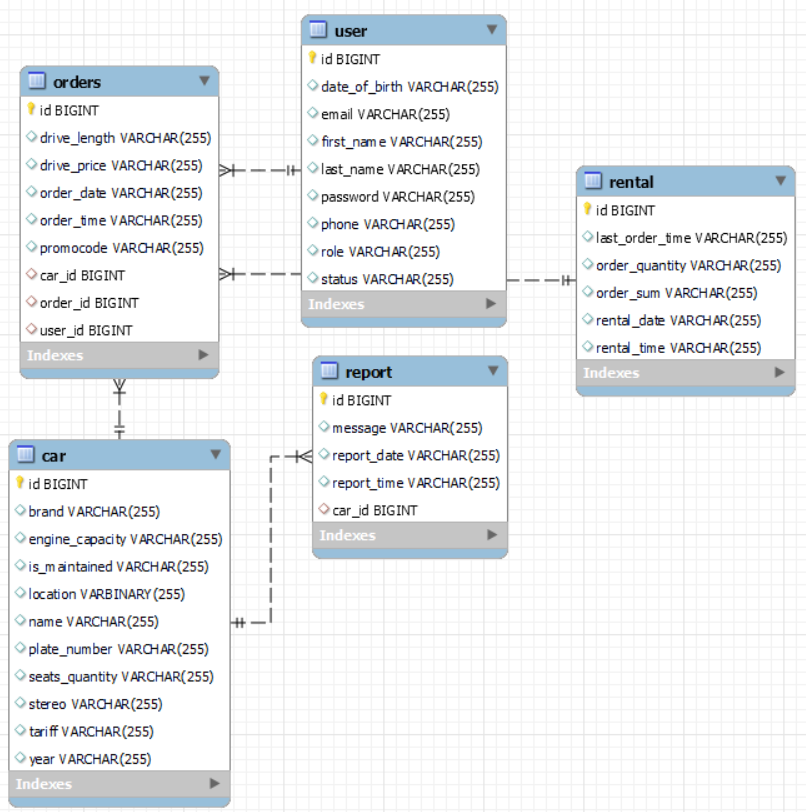 user
id BIGINT
date_of_birth VARCHAR(255)
email VARCHAR(255)
first_name VARCHAR(255)
last_name VARCHAR(255)
password VARCHAR(255)
phone VARCHAR(255)
role VARCHAR(255)
status VARCHAR(255)
Indexes
orders
id BIGINT
drive_length VARCHAR(255)
drive_price VARCHAR(255)
order_date VARCHAR(255)
order_time VARCHAR(255)
promocode VARCHAR(255)
car_id BIGINT
order_id BIGINT
user_id BIGINT
Indexes
rental
id BIGINT
last_order_time VARCHAR(255)
order_quantity VARCHAR(255)
order_sum VARCHAR(255)
rental_date VARCHAR(255)
rental_time VARCHAR(255)
Indexes
report
id BIGINT
message VARCHAR(255)
report_date VARCHAR(255)
report_time VARCHAR(255)
car_id BIGINT
Indexes
car
id BIGINT
brand VARCHAR(255)
engine_capacity VARCHAR(255)
is_maintained VARCHAR(255)
location VARBINARY(255)
name VARCHAR(255)
plate_number VARCHAR(255)
seats_quantity VARCHAR(255)
stereo VARCHAR(255)
tariff VARCHAR(255)
year VARCHAR(255)
Indexes